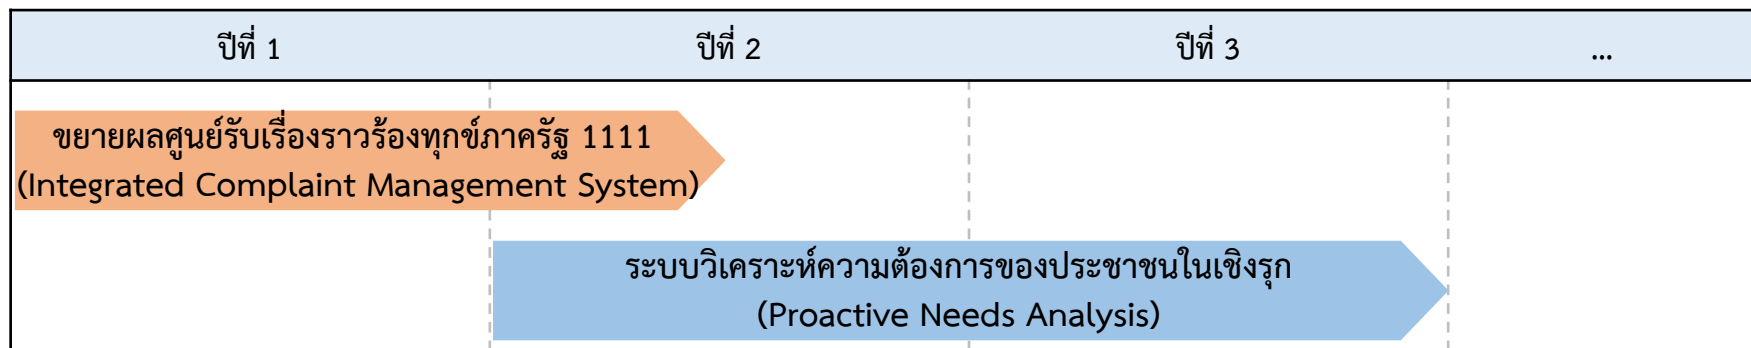 ปีที่ 1 ปีที่ 2 ปีที่ 3 ...
ขยายผลศูนย์รับเรื่องราวร้องทุกข์ภาครัฐ 1111
(Integrated Complaint Management System)
ระบบวิเคราะห์ความต้องการของประชาชนในเชิงรุก
(Proactive Needs Analysis)